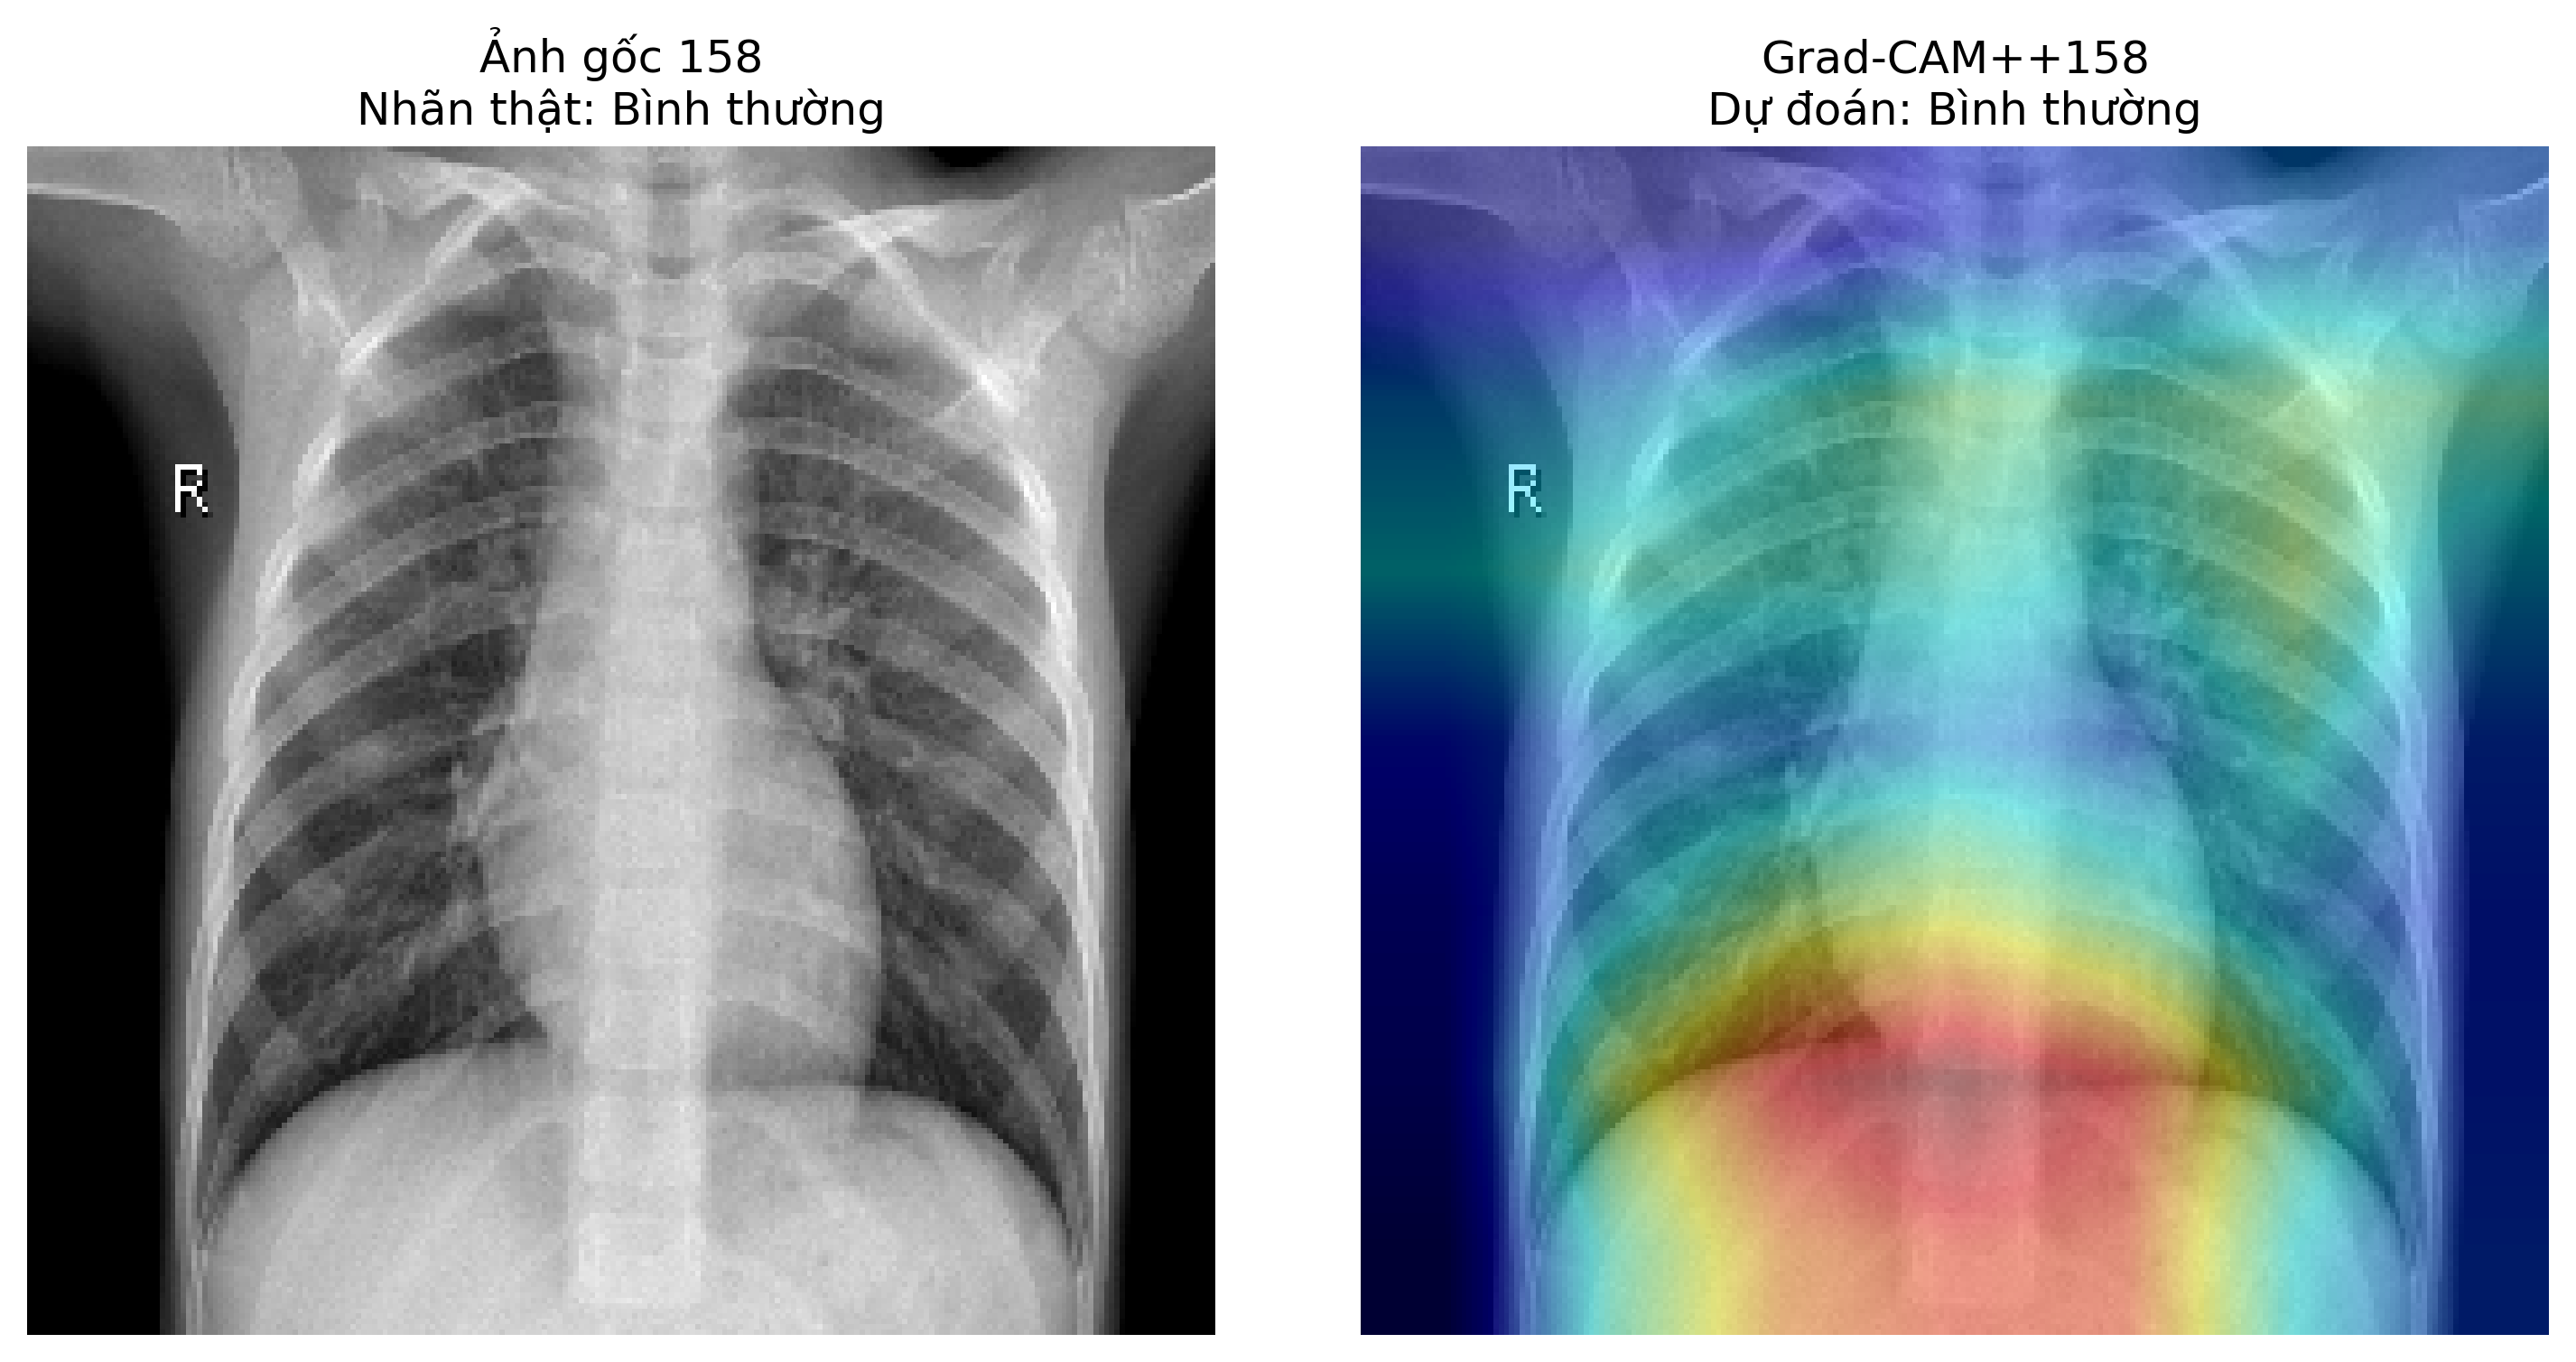 Ảnh gốc 158
Nhãn thật: Bình thường
Grad-CAM++158
Dự đoán: Bình thường
R
R